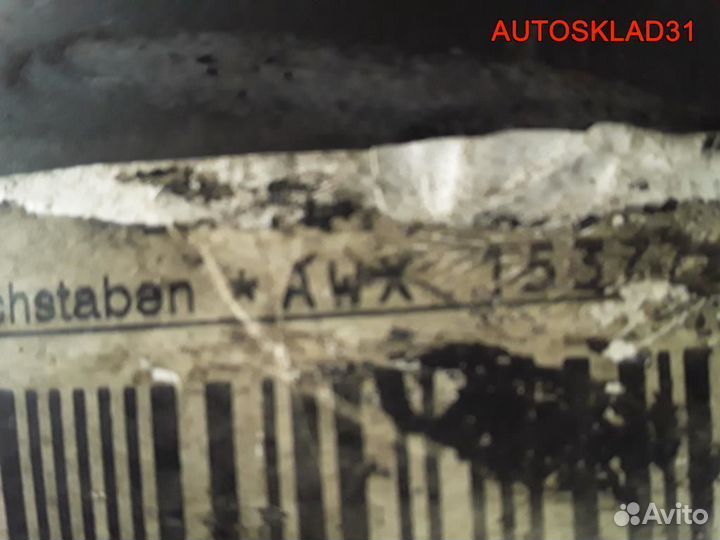 AUTOSKLAD31
chstaben *AWX 1537
Avito